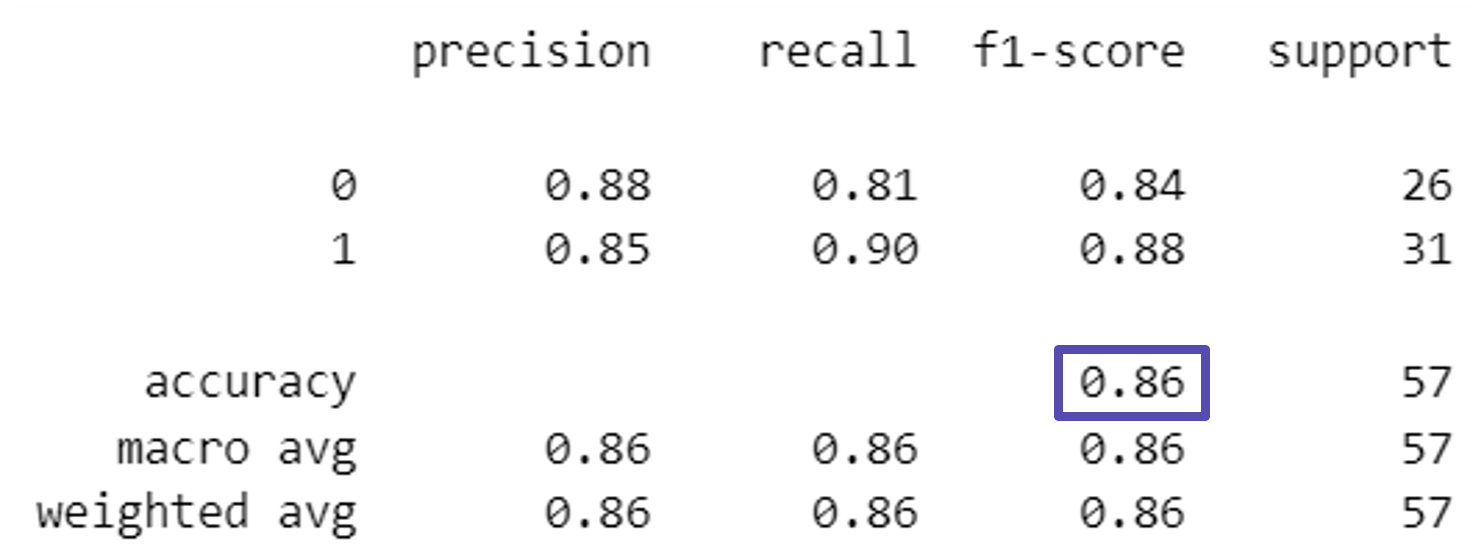 precision recall f1-score support
0 0.88 0.81 0.84 26
1 0.85 0.90 0.88 31
accuracy 0.86 57
macro avg 0.86 0.86 0.86 57
weighted avg 0.86 0.86 0.86 57